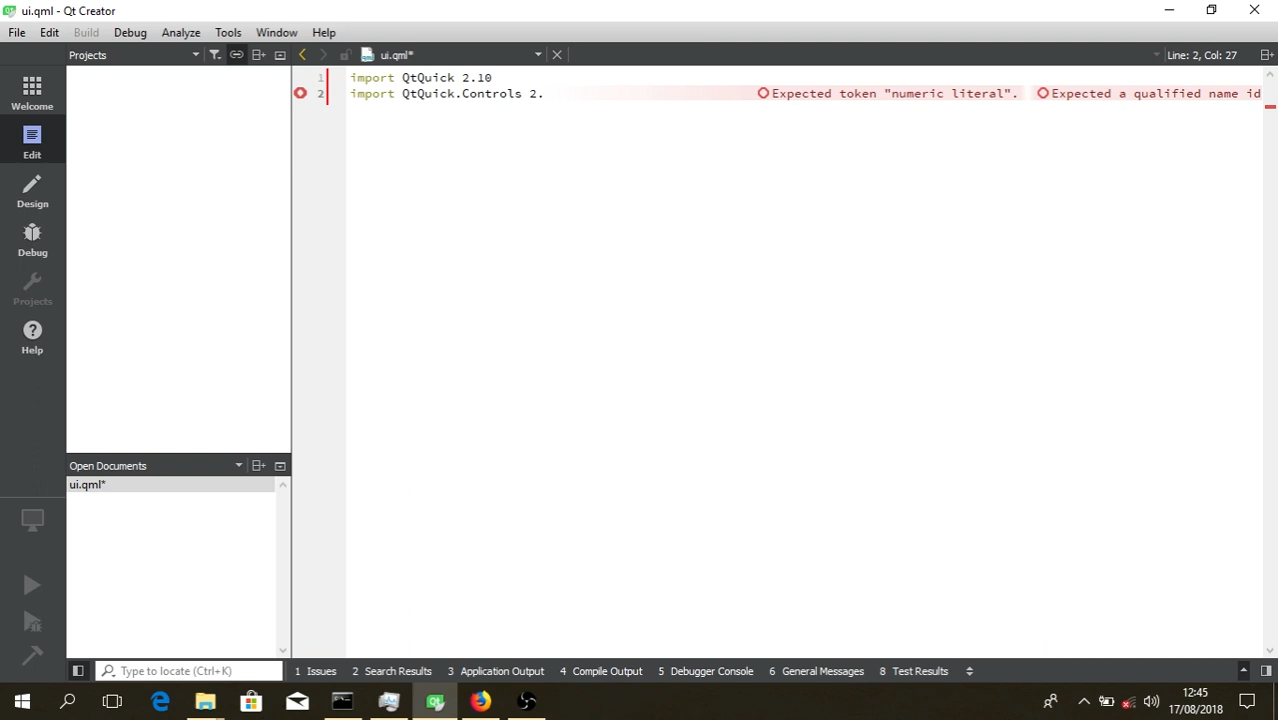 ui.qml - Qt Creator
File Edit Build Debug Analyze Tools Window Help
Projects ui.qml* Line: 2, Col: 27
1 import QtQuick 2.10
2 import QtQuick.Controls 2. Expected token "numeric literal". Expected a qualified name id
Welcome
Edit
Design
Debug
Projects
Help
Open Documents
ui.qml*
Type to locate (Ctrl+K) 1 Issues 2 Search Results 3 Application Output 4 Compile Output 5 Debugger Console 6 General Messages 8 Test Results
12:45
17/08/2018